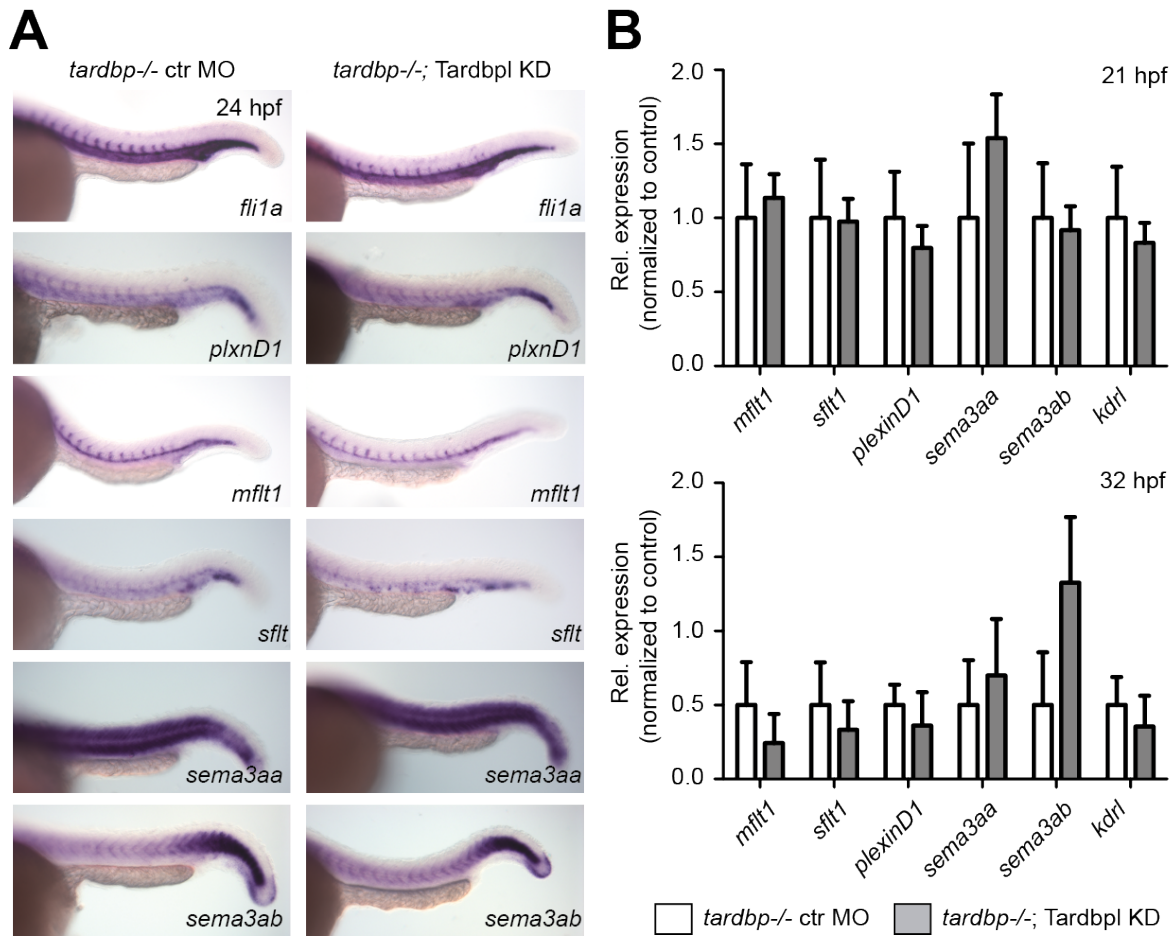 A
tardbp-/- ctr MO
tardbp-/-; Tardbpl KD
24 hpf
fli1a
fli1a
plxnD1
plxnD1
mflt1
mflt1
sflt
sflt
sema3aa
sema3aa
sema3ab
sema3ab
B
21 hpf
Rel. expression
(normalized to control)
2.0
1.5
1.0
0.5
0.0
mflt1
sflt1
plexinD1
sema3aa
sema3ab
kdrl
32 hpf
Rel. expression
(normalized to control)
2.0
1.5
1.0
0.5
0.0
mflt1
sflt1
plexinD1
sema3aa
sema3ab
kdrl
tardbp-/- ctr MO
tardbp-/-; Tardbpl KD